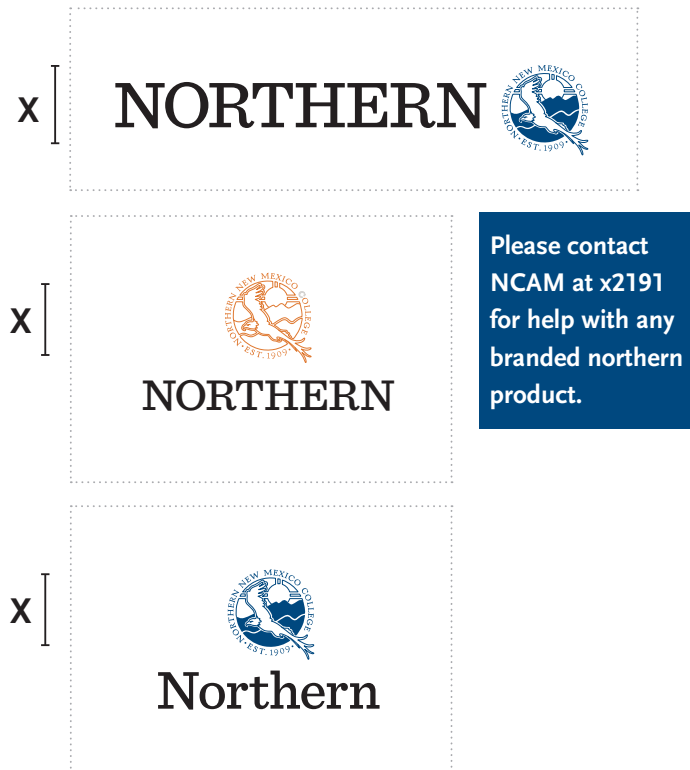 X
NORTHERN
NORTHERN NEW MEXICO COLLEGE
·EST. 1909·
Please contact
NCAM at x2191
for help with any
branded northern
product.
X
NORTHERN NEW MEXICO COLLEGE
·EST. 1909·
NORTHERN
X
NORTHERN NEW MEXICO COLLEGE
·EST. 1909·
Northern